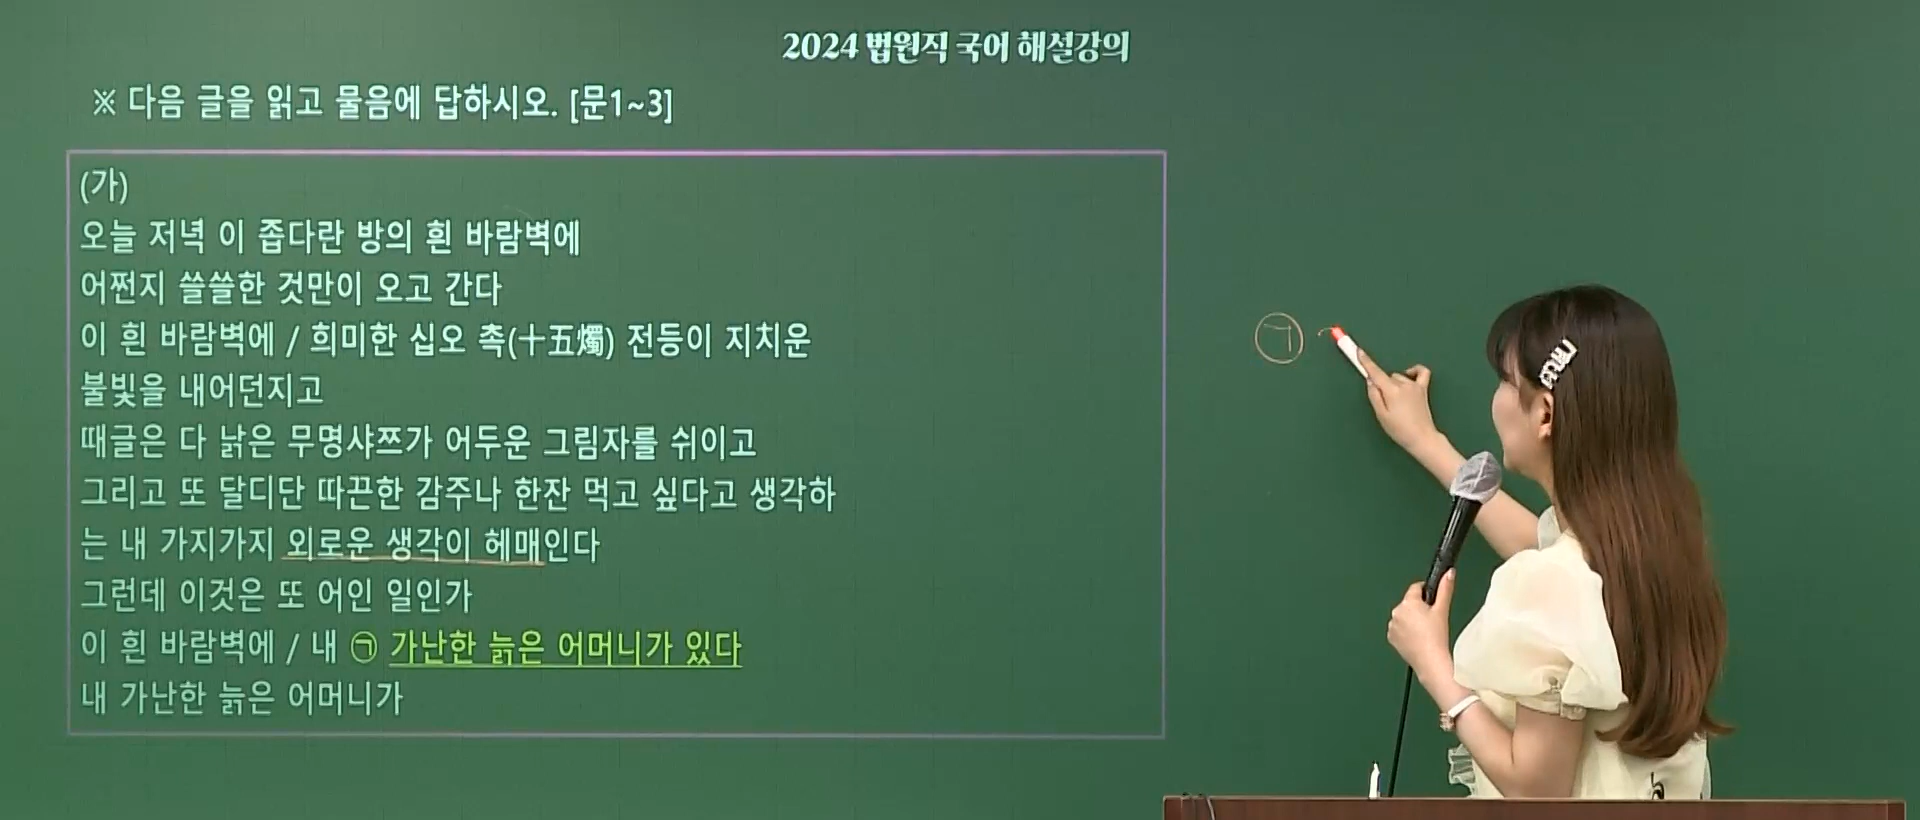 2024 법원직 국어 해설강의
※ 다음 글을 읽고 물음에 답하시오. [문1~3]
(가)
오늘 저녁 이 좁다란 방의 흰 바람벽에
어쩐지 쓸쓸한 것만이 오고 간다
이 흰 바람벽에 / 희미한 십오 촉(十五燭) 전등이 지치운
불빛을 내어던지고
때글은 다 낡은 무명샤쯔가 어두운 그림자를 쉬이고
그리고 또 달디단 따끈한 감주나 한잔 먹고 싶다고 생각하
는 내 가지가지 외로운 생각이 헤매인다
그런데 이것은 또 어인 일인가
이 흰 바람벽에 / 내 ㉠ 가난한 늙은 어머니가 있다
내 가난한 늙은 어머니가
㉠